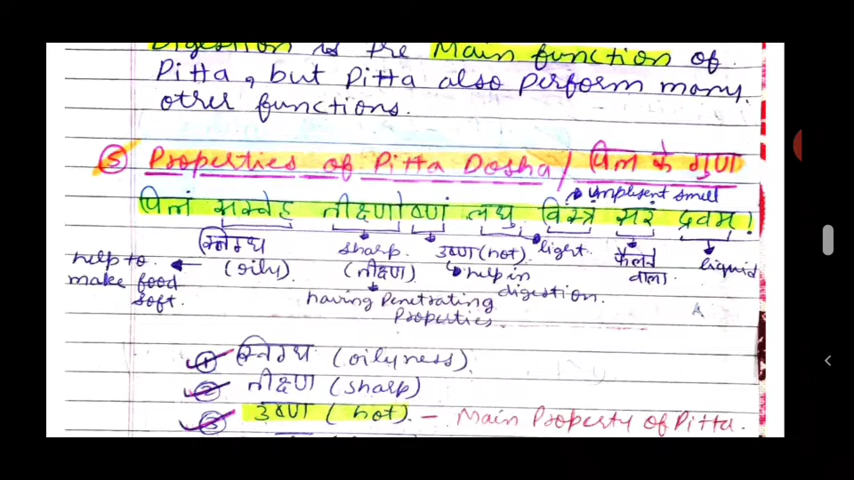 Digestion is the Main function of
Pitta, but Pitta also perform many
other functions.
5 Properties of Pitta Dosha / पित्त के गुण
unplesent smell
पित्तं सस्नेह तीक्ष्णोष्णं लघु विस्त्र सरं द्रवम !
स्निग्ध sharp. उष्ण (hot) light. फैलने liquid
help to (oily). (तीक्ष्ण) help in वाला
make food digestion.
soft. having Penetrating
Properties.
1 स्निग्ध (oilyness)
2 तीक्ष्ण (sharp)
3 उष्ण (hot) - Main Property of Pitta.